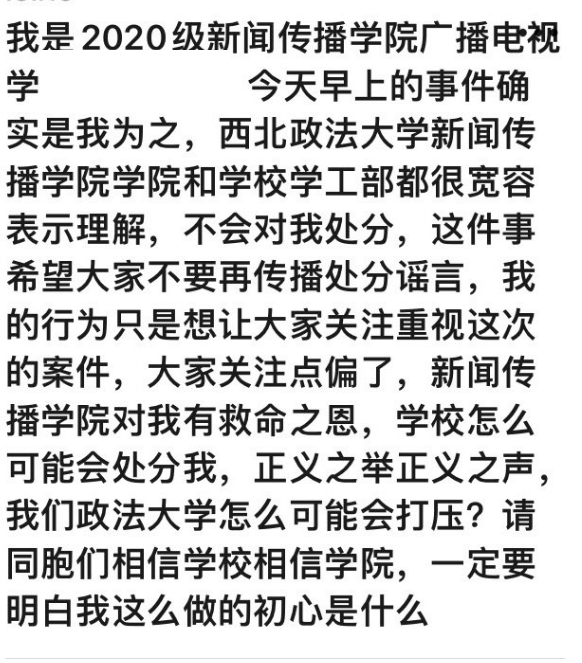 我是2020级新闻传播学院广播电视
学 今天早上的事件确
实是我为之，西北政法大学新闻传
播学院学院和学校学工部都很宽容
表示理解，不会对我处分，这件事
希望大家不要再传播处分谣言，我
的行为只是想让大家关注重视这次
的案件，大家关注点偏了，新闻传
播学院对我有救命之恩，学校怎么
可能会处分我，正义之举正义之声，
我们政法大学怎么可能会打压？请
同胞们相信学校相信学院，一定要
明白我这么做的初心是什么